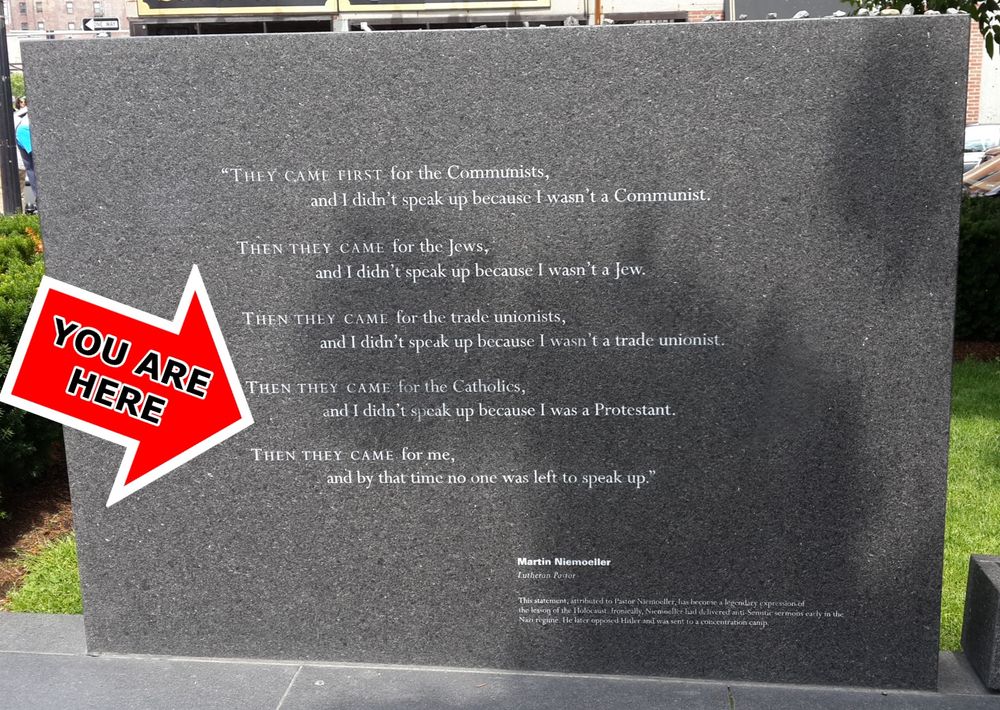 ONE WAY
"THEY CAME FIRST for the Communists,
and I didn't speak up because I wasn't a Communist.
THEN THEY CAME for the Jews,
and I didn't speak up because I wasn't a Jew.
THEN THEY CAME for the trade unionists,
and I didn't speak up because I wasn't a trade unionist.
YOU ARE
HERE
THEN THEY CAME for the Catholics,
and I didn't speak up because I was a Protestant.
THEN THEY CAME for me,
and by that time no one was left to speak up."
Martin Niemoeller
Lutheran Pastor
This statement, attributed to Pastor Niemoeller, has become a legendary expression of
the lesson of the Holocaust. Ironically, Niemoeller had delivered anti-Semitic sermons early in the
Nazi regime. He later opposed Hitler and was sent to a concentration camp.